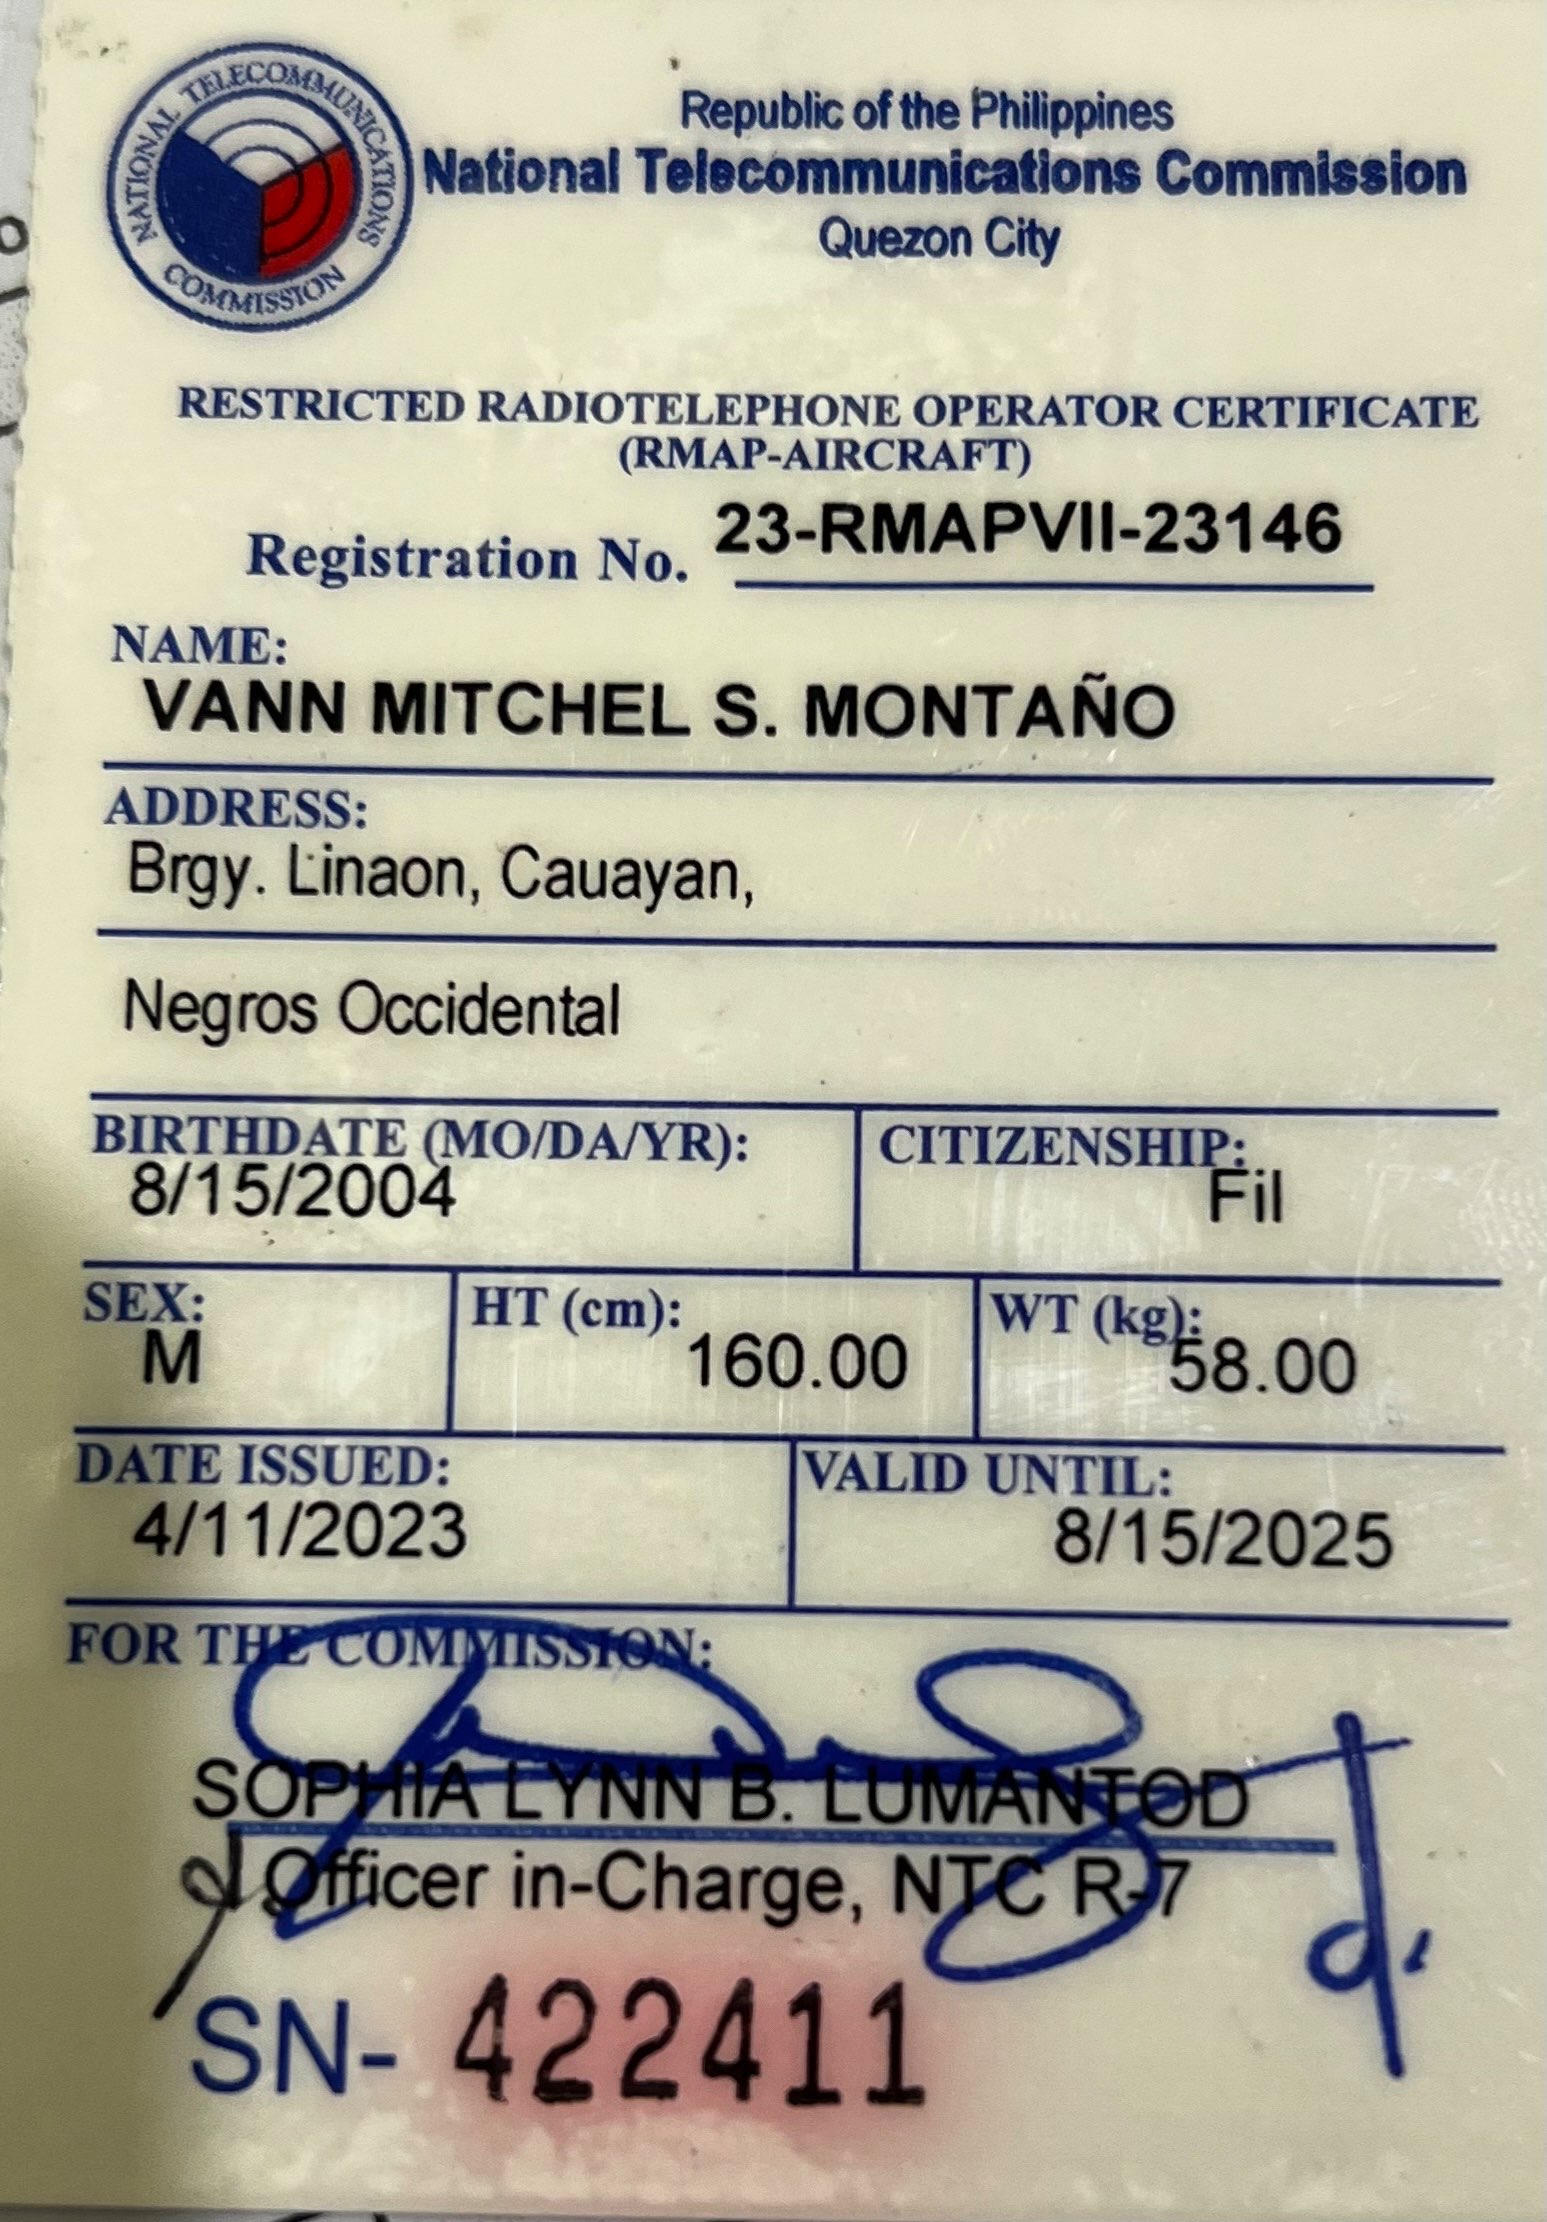 NATIONAL TELECOMMUNICATIONS COMMISSION
Republic of the Philippines
National Telecommunications Commission
Quezon City
RESTRICTED RADIOTELEPHONE OPERATOR CERTIFICATE
(RMAP-AIRCRAFT)
Registration No. 23-RMAPVII-23146
NAME:
VANN MITCHEL S. MONTAÑO
ADDRESS:
Brgy. Linaon, Cauayan,
Negros Occidental
BIRTHDATE (MO/DA/YR): CITIZENSHIP:
8/15/2004 Fil
SEX: HT (cm): WT (kg):
M 160.00 58.00
DATE ISSUED: VALID UNTIL:
4/11/2023 8/15/2025
FOR THE COMMISSION:
SOPHIA LYNN B. LUMANTOD
Officer in-Charge, NTC R-7
SN- 422411